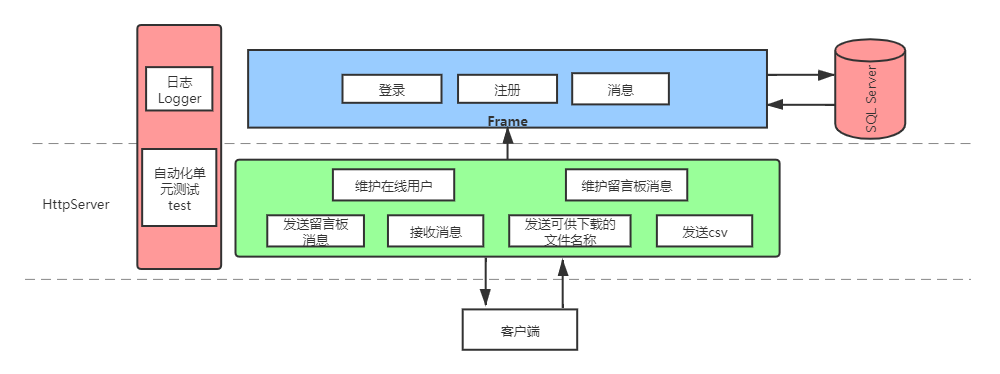 日志
Logger
自动化单
元测试
test
登录
注册
消息
Frame
SQL Server
HttpServer
维护在线用户
维护留言板消息
发送留言板
消息
接收消息
发送可供下载的
文件名称
发送csv
客户端